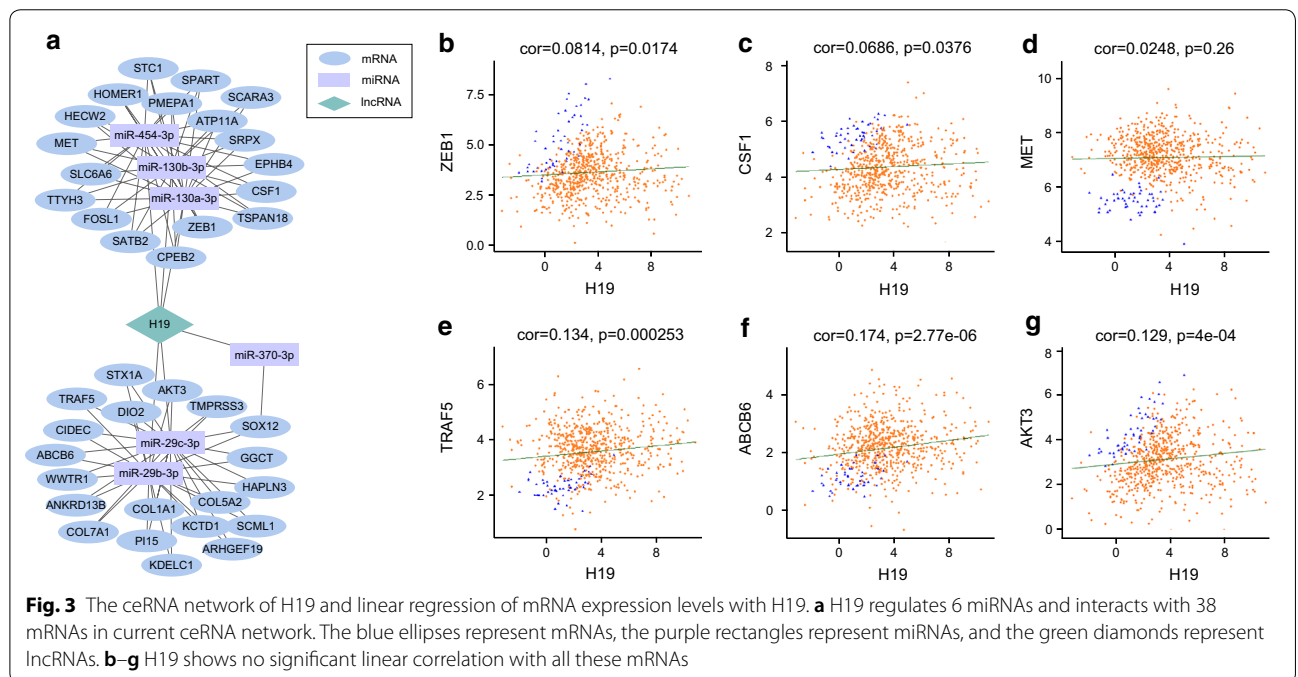 a
mRNA
miRNA
lncRNA
STC1
SPART
HOMER1
PMEPA1
SCARA3
HECW2
ATP11A
miR-454-3p
MET
SRPX
miR-130b-3p
EPHB4
SLC6A6
CSF1
miR-130a-3p
TTYH3
FOSL1
TSPAN18
ZEB1
SATB2
CPEB2
H19
miR-370-3p
STX1A
AKT3
TRAF5
DIO2
TMPRSS3
CIDEC
SOX12
miR-29c-3p
ABCB6
GGCT
miR-29b-3p
WWTR1
HAPLN3
ANKRD13B
COL5A2
COL1A1
COL7A1
KCTD1
SCML1
PI15
ARHGEF19
KDELC1
b
cor=0.0814, p=0.0174
ZEB1
7.5
5.0
2.5
0.0
0 4 8
H19
c
cor=0.0686, p=0.0376
CSF1
8
6
4
2
0 4 8
H19
d
cor=0.0248, p=0.26
MET
10
8
6
4
0 4 8
H19
e
cor=0.134, p=0.000253
TRAF5
6
4
2
0 4 8
H19
f
cor=0.174, p=2.77e-06
ABCB6
4
2
0
0 4 8
H19
g
cor=0.129, p=4e-04
AKT3
8
6
4
2
0
0 4 8
H19
Fig. 3 The ceRNA network of H19 and linear regression of mRNA expression levels with H19. a H19 regulates 6 miRNAs and interacts with 38
mRNAs in current ceRNA network. The blue ellipses represent mRNAs, the purple rectangles represent miRNAs, and the green diamonds represent
lncRNAs. b–g H19 shows no significant linear correlation with all these mRNAs